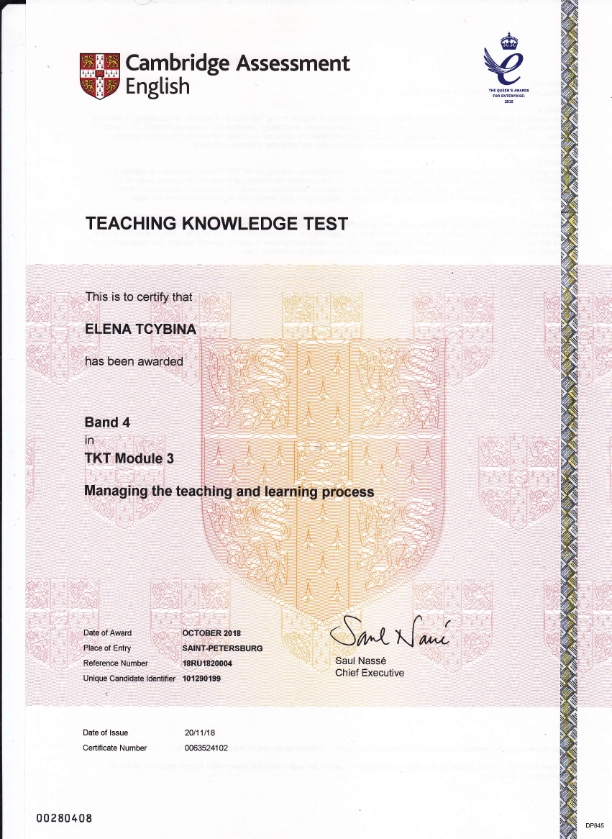 Cambridge Assessment
English
THE QUEEN'S AWARDS
FOR ENTERPRISE:
TEACHING KNOWLEDGE TEST
This is to certify that
ELENA TCYBINA
has been awarded
Band 4
in
TKT Module 3
Managing the teaching and learning process
Date of Award OCTOBER 2018
Place of Entry SAINT-PETERSBURG
Reference Number 18RU1820004
Unique Candidate Identifier 101290199
Saul Nassé
Saul Nassé
Chief Executive
Date of Issue 20/11/18
Certificate Number 0063524102
00280408
DP845